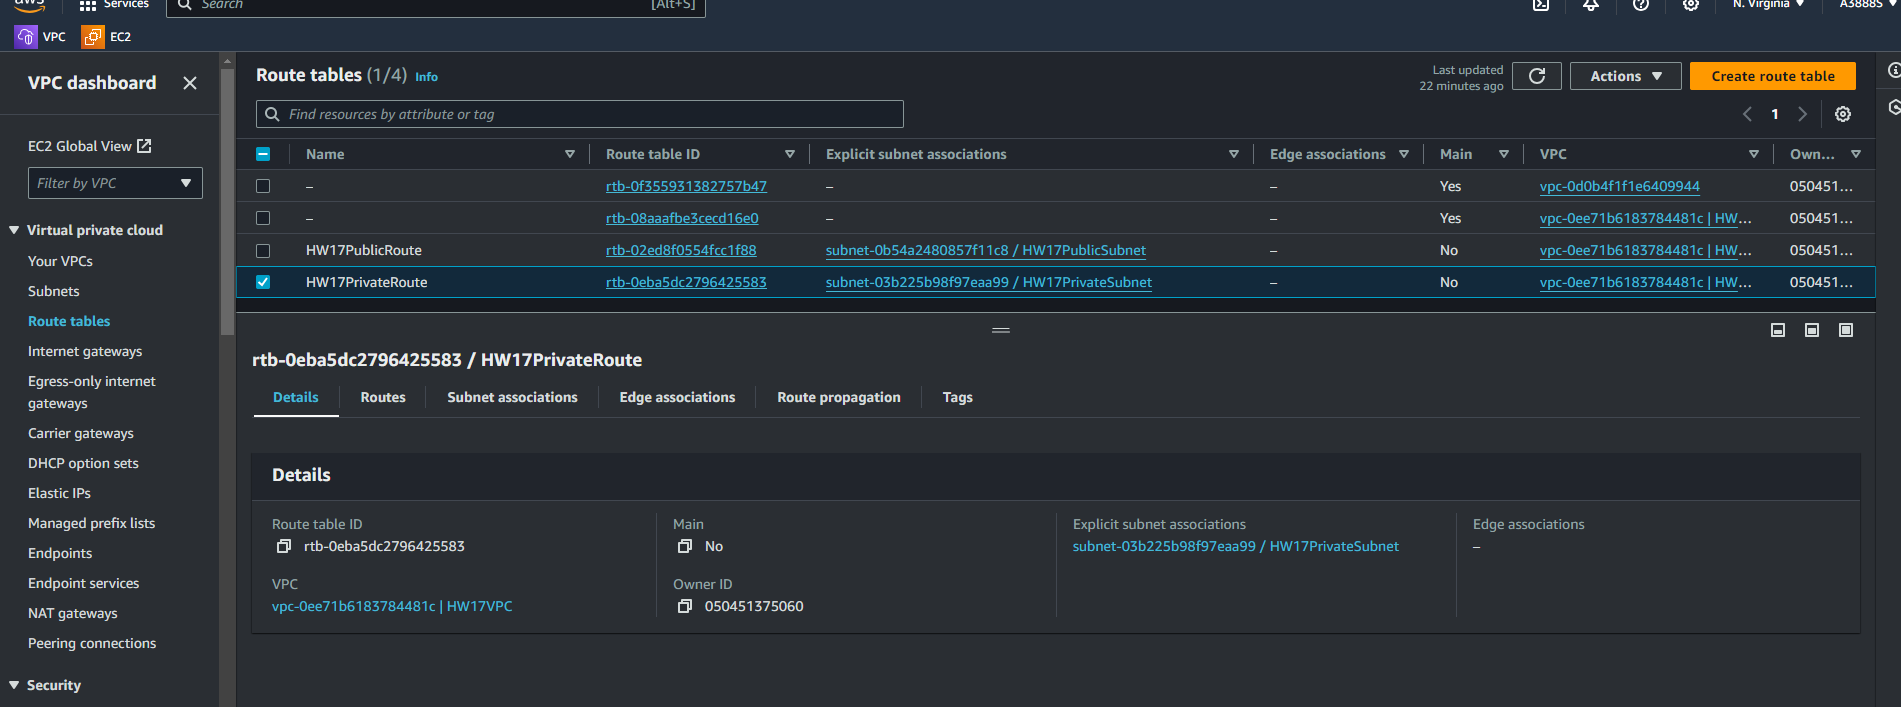 aws
Services
Search
[Alt+S]
N. Virginia
A3888S
VPC
EC2
VPC dashboard
EC2 Global View
Filter by VPC
Virtual private cloud
Your VPCs
Subnets
Route tables
Internet gateways
Egress-only internet
gateways
Carrier gateways
DHCP option sets
Elastic IPs
Managed prefix lists
Endpoints
Endpoint services
NAT gateways
Peering connections
Security
Route tables (1/4) Info
Last updated
22 minutes ago
Actions
Create route table
Find resources by attribute or tag
1
Name Route table ID Explicit subnet associations Edge associations Main VPC Own...
– rtb-0f355931382757b47 – – Yes vpc-0d0b4f1f1e6409944 050451...
– rtb-08aaafbe3cecd16e0 – – Yes vpc-0ee71b6183784481c | HW... 050451...
HW17PublicRoute rtb-02ed8f0554fcc1f88 subnet-0b54a2480857f11c8 / HW17PublicSubnet – No vpc-0ee71b6183784481c | HW... 050451...
HW17PrivateRoute rtb-0eba5dc2796425583 subnet-03b225b98f97eaa99 / HW17PrivateSubnet – No vpc-0ee71b6183784481c | HW... 050451...
rtb-0eba5dc2796425583 / HW17PrivateRoute
Details Routes Subnet associations Edge associations Route propagation Tags
Details
Route table ID
rtb-0eba5dc2796425583
Main
No
Explicit subnet associations
subnet-03b225b98f97eaa99 / HW17PrivateSubnet
Edge associations
–
VPC
vpc-0ee71b6183784481c | HW17VPC
Owner ID
050451375060